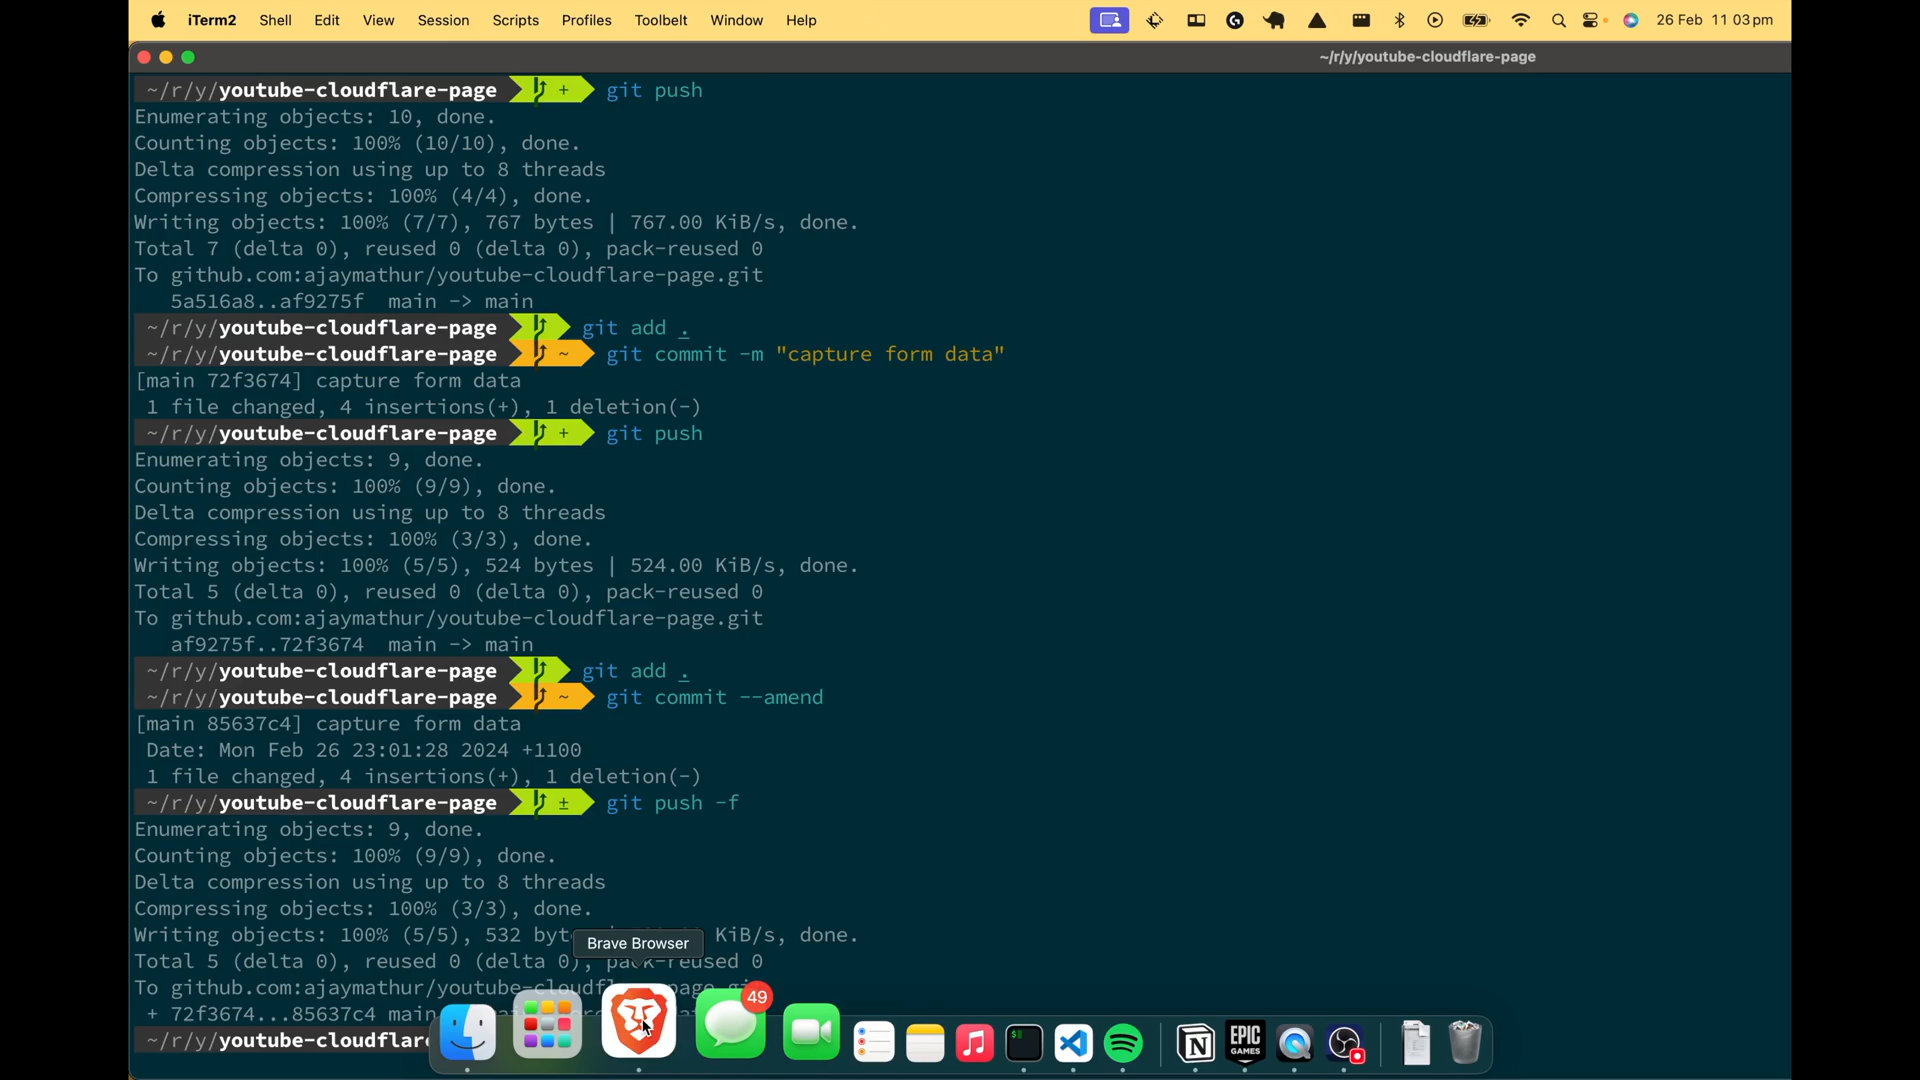 iTerm2 Shell Edit View Session Scripts Profiles Toolbelt Window Help 26 Feb 11 03 pm
~/r/y/youtube-cloudflare-page
~/r/y/youtube-cloudflare-page + git push
Enumerating objects: 10, done.
Counting objects: 100% (10/10), done.
Delta compression using up to 8 threads
Compressing objects: 100% (4/4), done.
Writing objects: 100% (7/7), 767 bytes | 767.00 KiB/s, done.
Total 7 (delta 0), reused 0 (delta 0), pack-reused 0
To github.com:ajaymathur/youtube-cloudflare-page.git
5a516a8..af9275f main -> main
~/r/y/youtube-cloudflare-page git add .
~/r/y/youtube-cloudflare-page ~ git commit -m "capture form data"
[main 72f3674] capture form data
1 file changed, 4 insertions(+), 1 deletion(-)
~/r/y/youtube-cloudflare-page + git push
Enumerating objects: 9, done.
Counting objects: 100% (9/9), done.
Delta compression using up to 8 threads
Compressing objects: 100% (3/3), done.
Writing objects: 100% (5/5), 524 bytes | 524.00 KiB/s, done.
Total 5 (delta 0), reused 0 (delta 0), pack-reused 0
To github.com:ajaymathur/youtube-cloudflare-page.git
af9275f..72f3674 main -> main
~/r/y/youtube-cloudflare-page git add .
~/r/y/youtube-cloudflare-page ~ git commit --amend
[main 85637c4] capture form data
Date: Mon Feb 26 23:01:28 2024 +1100
1 file changed, 4 insertions(+), 1 deletion(-)
~/r/y/youtube-cloudflare-page ± git push -f
Enumerating objects: 9, done.
Counting objects: 100% (9/9), done.
Delta compression using up to 8 threads
Compressing objects: 100% (3/3), done.
Writing objects: 100% (5/5), 532 byt KiB/s, done.
Brave Browser
Total 5 (delta 0), reused 0 (delta 0), pack-reused 0
To github.com:ajaymathur/youtube-cloudflare-page
+ 72f3674...85637c4 main
49
~/r/y/youtube-cloudflare
$
EPIC GAMES